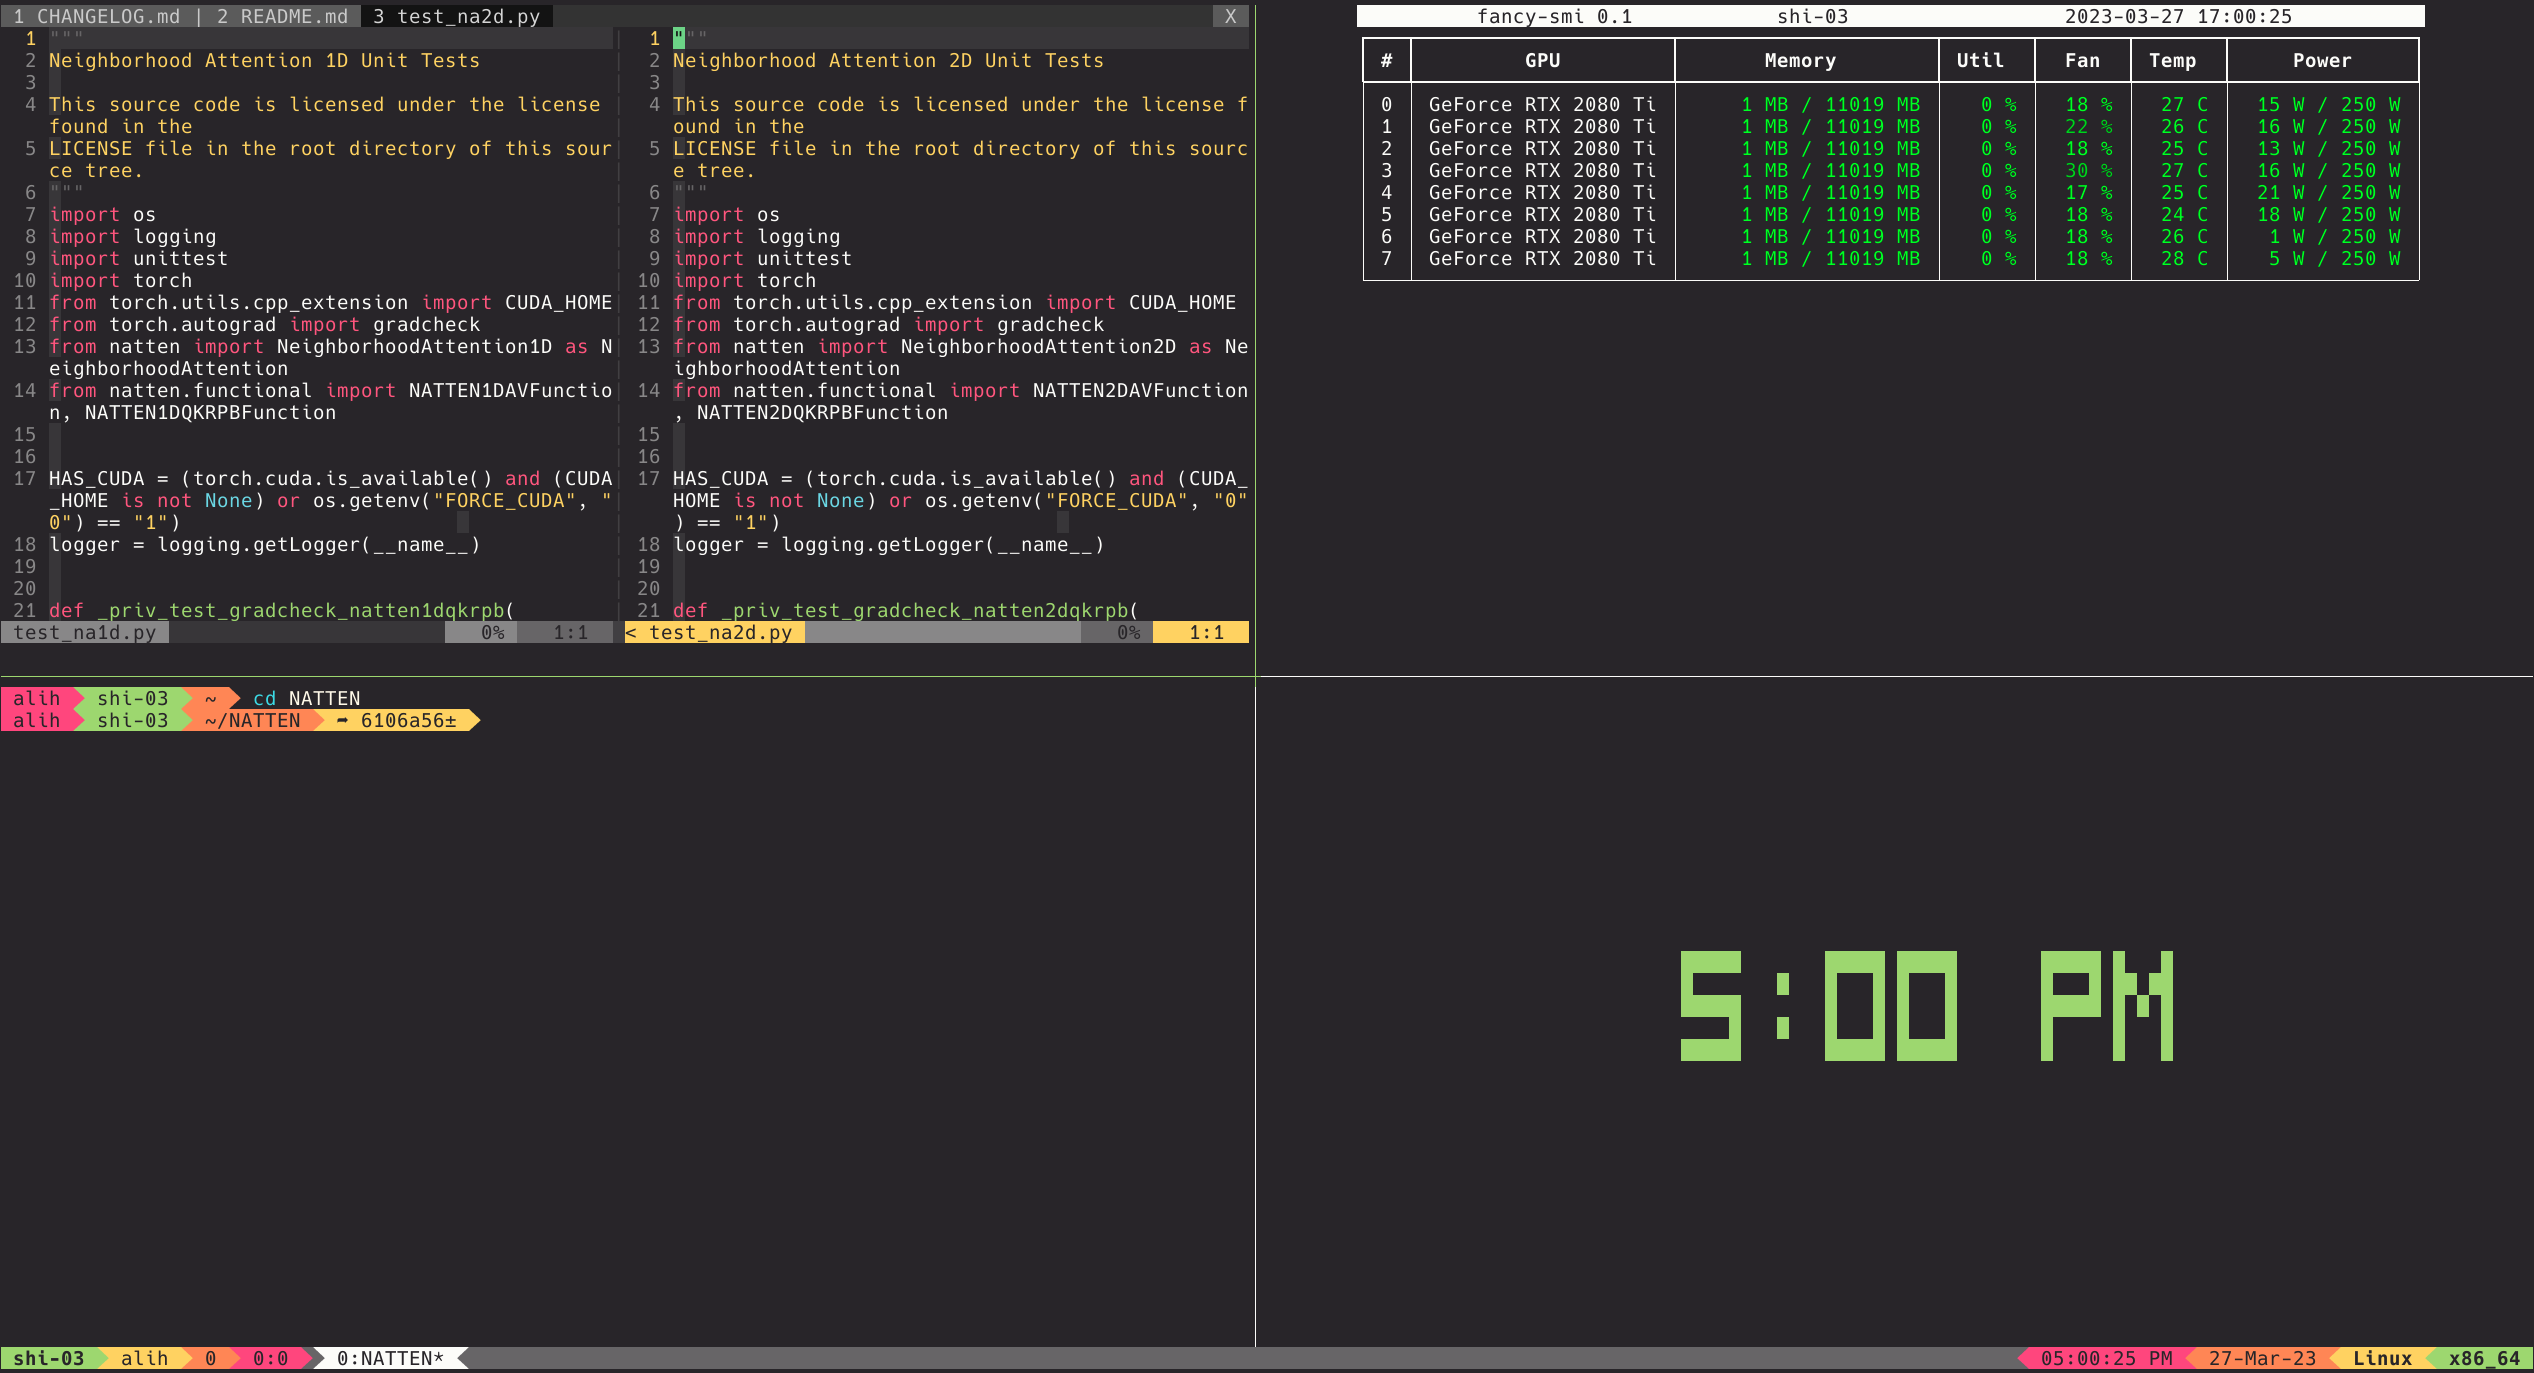 1 CHANGELOG.md | 2 README.md  3 test_na2d.py X
1 """
2 Neighborhood Attention 1D Unit Tests
3
4 This source code is licensed under the license
found in the
5 LICENSE file in the root directory of this sour
ce tree.
6 """
7 import os
8 import logging
9 import unittest
10 import torch
11 from torch.utils.cpp_extension import CUDA_HOME
12 from torch.autograd import gradcheck
13 from natten import NeighborhoodAttention1D as N
eighborhoodAttention
14 from natten.functional import NATTEN1DAVFunctio
n, NATTEN1DQKRPBFunction
15
16
17 HAS_CUDA = (torch.cuda.is_available() and (CUDA
_HOME is not None) or os.getenv("FORCE_CUDA", "
0") == "1")
18 logger = logging.getLogger(__name__)
19
20
21 def _priv_test_gradcheck_natten1dqkrpb(
test_na1d.py 0% 1:1
1 """
2 Neighborhood Attention 2D Unit Tests
3
4 This source code is licensed under the license f
ound in the
5 LICENSE file in the root directory of this sourc
e tree.
6 """
7 import os
8 import logging
9 import unittest
10 import torch
11 from torch.utils.cpp_extension import CUDA_HOME
12 from torch.autograd import gradcheck
13 from natten import NeighborhoodAttention2D as Ne
ighborhoodAttention
14 from natten.functional import NATTEN2DAVFunction
, NATTEN2DQKRPBFunction
15
16
17 HAS_CUDA = (torch.cuda.is_available() and (CUDA_
HOME is not None) or os.getenv("FORCE_CUDA", "0"
) == "1")
18 logger = logging.getLogger(__name__)
19
20
21 def _priv_test_gradcheck_natten2dqkrpb(
< test_na2d.py 0% 1:1
fancy-smi 0.1 shi-03 2023-03-27 17:00:25
# GPU Memory Util Fan Temp Power
0 GeForce RTX 2080 Ti 1 MB / 11019 MB 0 % 18 % 27 C 15 W / 250 W
1 GeForce RTX 2080 Ti 1 MB / 11019 MB 0 % 22 % 26 C 16 W / 250 W
2 GeForce RTX 2080 Ti 1 MB / 11019 MB 0 % 18 % 25 C 13 W / 250 W
3 GeForce RTX 2080 Ti 1 MB / 11019 MB 0 % 30 % 27 C 16 W / 250 W
4 GeForce RTX 2080 Ti 1 MB / 11019 MB 0 % 17 % 25 C 21 W / 250 W
5 GeForce RTX 2080 Ti 1 MB / 11019 MB 0 % 18 % 24 C 18 W / 250 W
6 GeForce RTX 2080 Ti 1 MB / 11019 MB 0 % 18 % 26 C 1 W / 250 W
7 GeForce RTX 2080 Ti 1 MB / 11019 MB 0 % 18 % 28 C 5 W / 250 W
alih shi-03 ~ cd NATTEN
alih shi-03 ~/NATTEN ➦ 6106a56±
5:00 PM
shi-03 alih 0 0:0 0:NATTEN* 05:00:25 PM 27-Mar-23 Linux x86_64